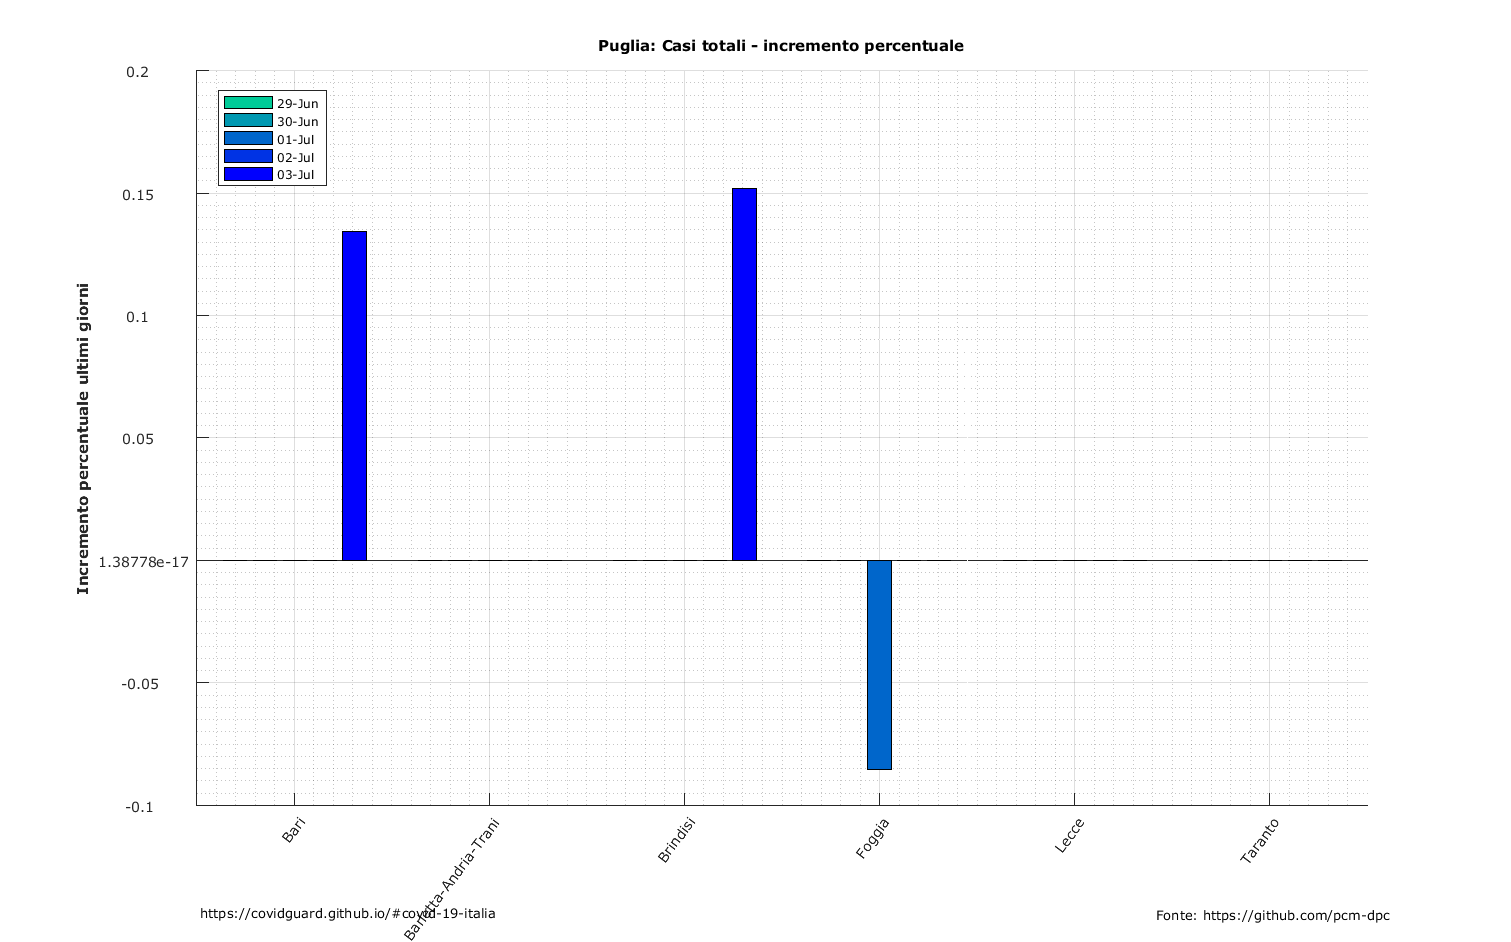 Puglia: Casi totali - incremento percentuale
0.2
0.15
0.1
0.05
1.38778e-17
-0.05
-0.1
Incremento percentuale ultimi giorni
29-Jun
30-Jun
01-Jul
02-Jul
03-Jul
Bari
Barletta-Andria-Trani
Brindisi
Foggia
Lecce
Taranto
https://covidguard.github.io/#covid-19-italia
Fonte: https://github.com/pcm-dpc